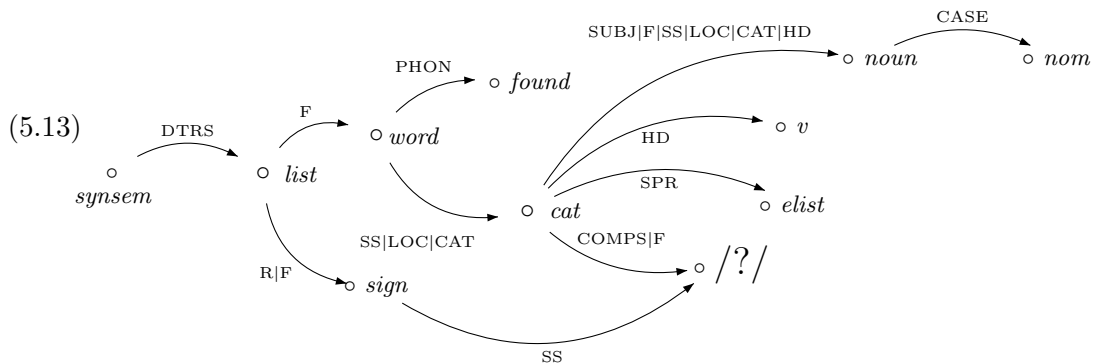 SUBJ|F|SS|LOC|CAT|HD
CASE
noun
nom
PHON
found
(5.13)
DTRS
F
word
HD
v
synsem
list
SPR
cat
elist
SS|LOC|CAT
COMPS|F
/?/
R|F
sign
SS